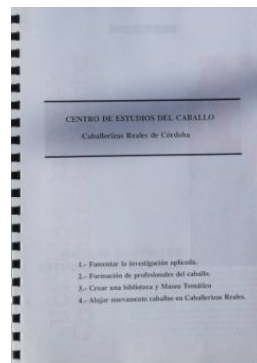 CENTRO DE ESTUDIOS DEL CABALLO
Caballerizas Reales de Córdoba
1.- Fomentar la investigación aplicada.
2.- Formación de profesionales del caballo.
3.- Crear una biblioteca y Museo Temático
4.- Alojar nuevamente caballos en Caballerizas Reales.